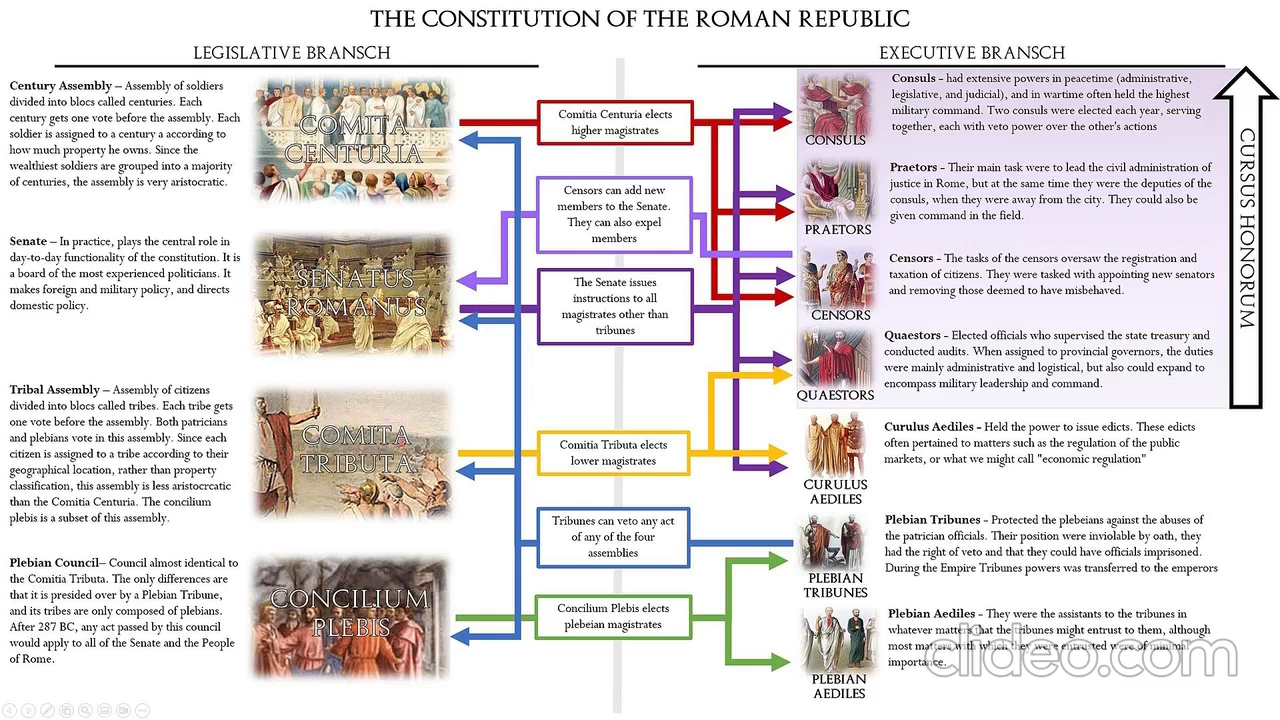 THE CONSTITUTION OF THE ROMAN REPUBLIC
LEGISLATIVE BRANSCH
Century Assembly – Assembly of soldiers
divided into blocs called centuries. Each
century gets one vote before the assembly. Each
soldier is assigned to a century a according to
how much property he owns. Since the
wealthiest soldiers are grouped into a majority
of centuries, the assembly is very aristocratic.
COMITA
CENTURIA
Senate – In practice, plays the central role in
day-to-day functionality of the constitution. It is
a board of the most experienced politicians. It
makes foreign and military policy, and directs
domestic policy.
SENATUS
ROMANUS
Tribal Assembly – Assembly of citizens
divided into blocs called tribes. Each tribe gets
one vote before the assembly. Both patricians
and plebians vote in this assembly. Since each
citizen is assigned to a tribe according to their
geographical location, rather than property
classification, this assembly is less aristocrcatic
than the Comitia Centuria. The concilium
plebis is a subset of this assembly.
COMITA
TRIBUTA
Plebian Council– Council almost identical to
the Comitia Tributa. The only differences are
that it is presided over by a Plebian Tribune,
and its tribes are only composed of plebians.
After 287 BC, any act passed by this council
would apply to all of the Senate and the People
of Rome.
CONCILIUM
PLEBIS
Comitia Centuria elects
higher magistrates
Censors can add new
members to the Senate.
They can also expel
members
The Senate issues
instructions to all
magistrates other than
tribunes
Comitia Tributa elects
lower magistrates
Tribunes can veto any act
of any of the four
assemblies
Concilium Plebis elects
plebeian magistrates
EXECUTIVE BRANSCH
CONSULS
Consuls - had extensive powers in peacetime (administrative,
legislative, and judicial), and in wartime often held the highest
military command. Two consuls were elected each year, serving
together, each with veto power over the other's actions
PRAETORS
Praetors - Their main task were to lead the civil administration of
justice in Rome, but at the same time they were the deputies of the
consuls, when they were away from the city. They could also be
given command in the field.
CENSORS
Censors - The tasks of the censors oversaw the registration and
taxation of citizens. They were tasked with appointing new senators
and removing those deemed to have misbehaved.
QUAESTORS
Quaestors - Elected officials who supervised the state treasury and
conducted audits. When assigned to provincial governors, the duties
were mainly administrative and logistical, but also could expand to
encompass military leadership and command.
CURULUS
AEDILES
Curulus Aediles - Held the power to issue edicts. These edicts
often pertained to matters such as the regulation of the public
markets, or what we might call "economic regulation"
PLEBIAN
TRIBUNES
Plebian Tribunes - Protected the plebeians against the abuses of
the patrician officials. Their position were inviolable by oath, they
had the right of veto and that they could have officials imprisoned.
During the Empire Tribunes powers was transferred to the emperors
PLEBIAN
AEDILES
Plebian Aediles - They were the assistants to the tribunes in
whatever matters that the tribunes might entrust to them, although
most matters with which they were entrusted were of minimal
importance.
CURSUS HONORUM
clideo.com